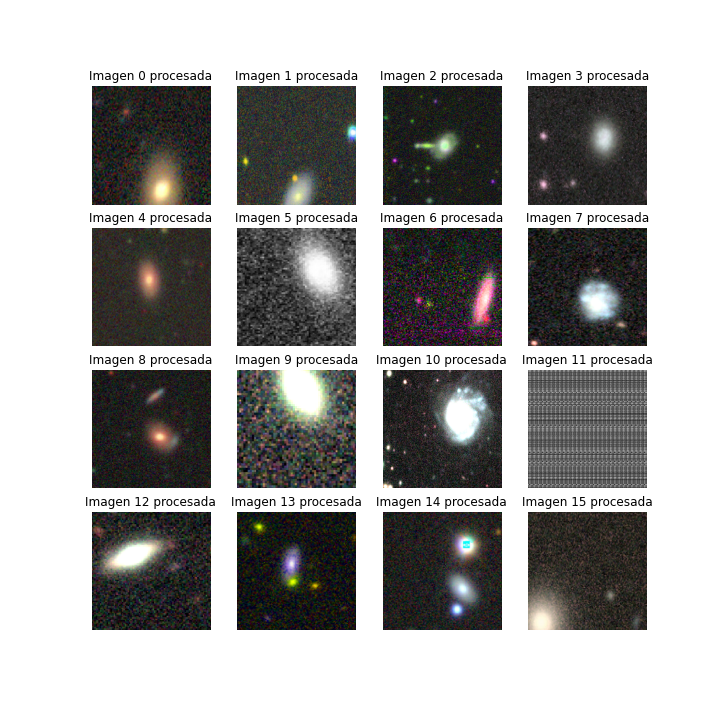 Imagen 0 procesada
Imagen 1 procesada
Imagen 2 procesada
Imagen 3 procesada
Imagen 4 procesada
Imagen 5 procesada
Imagen 6 procesada
Imagen 7 procesada
Imagen 8 procesada
Imagen 9 procesada
Imagen 10 procesada
Imagen 11 procesada
Imagen 12 procesada
Imagen 13 procesada
Imagen 14 procesada
Imagen 15 procesada